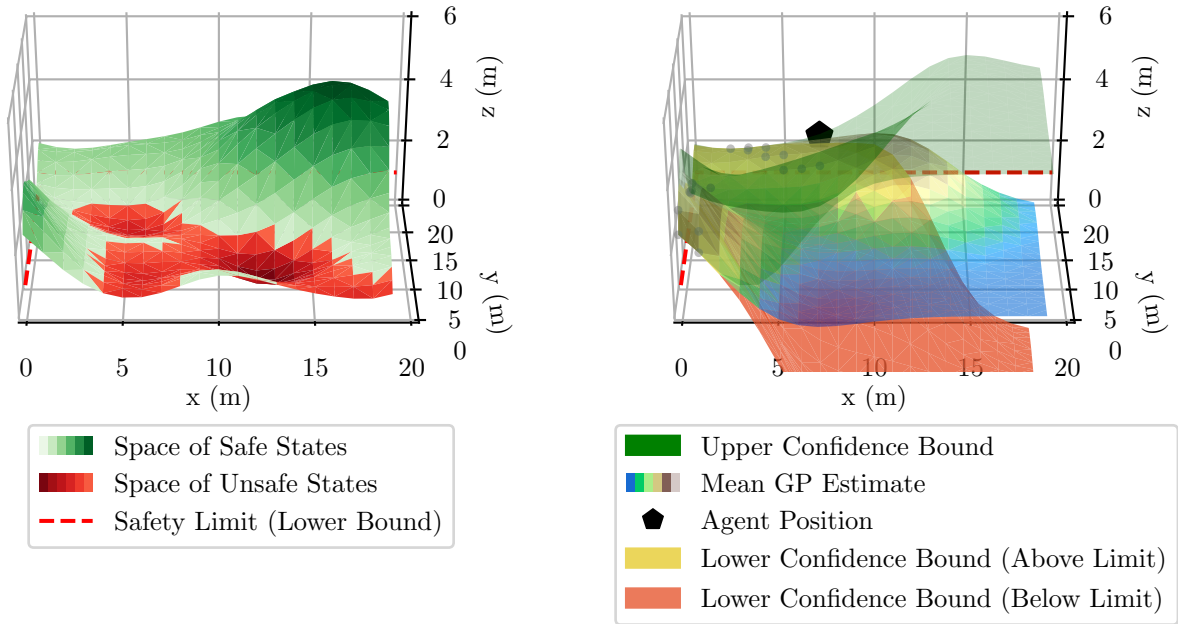 6
4
2
0
z (m)
20
15
10
5
0
y (m)
0 5 10 15 20
x (m)
Space of Safe States
Space of Unsafe States
Safety Limit (Lower Bound)
6
4
2
0
z (m)
20
15
10
5
0
y (m)
0 5 10 15 20
x (m)
Upper Confidence Bound
Mean GP Estimate
Agent Position
Lower Confidence Bound (Above Limit)
Lower Confidence Bound (Below Limit)